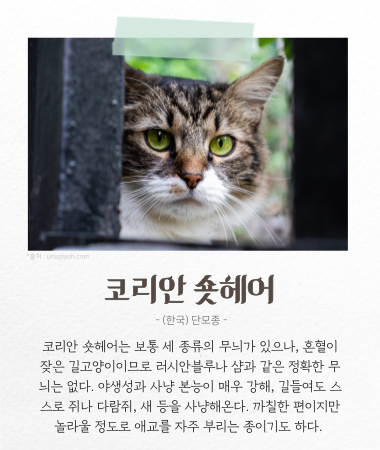 *출처 : unsplash.com
코리안 숏헤어
- (한국) 단모종 -
코리안 숏헤어는 보통 세 종류의 무늬가 있으나, 혼혈이
잦은 길고양이이므로 러시안블루나 샴과 같은 정확한 무
늬는 없다. 야생성과 사냥 본능이 매우 강해, 길들여도 스
스로 쥐나 다람쥐, 새 등을 사냥해온다. 까칠한 편이지만
놀라울 정도로 애교를 자주 부리는 종이기도 하다.